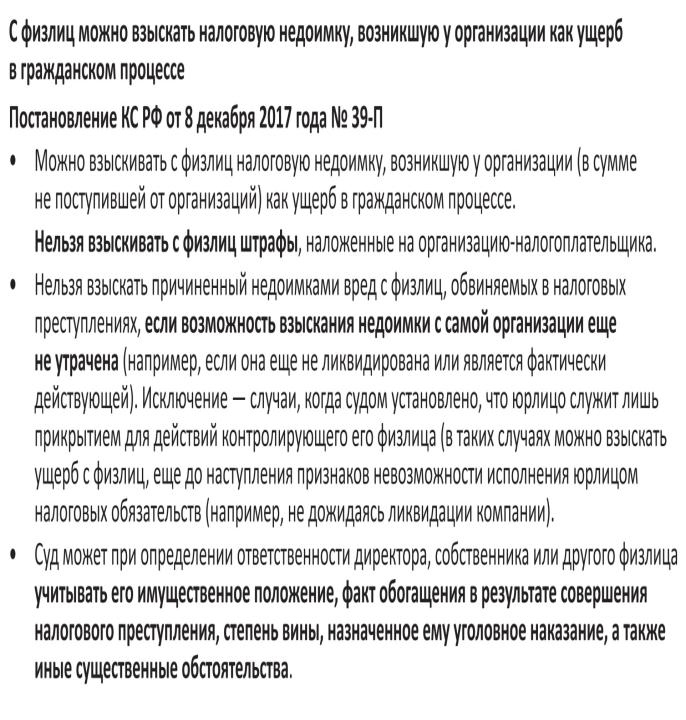 С физлиц можно взыскать налоговую недоимку, возникшую у организации как ущерб
в гражданском процессе
Постановление КС РФ от 8 декабря 2017 года № 39-П
• Можно взыскивать с физлиц налоговую недоимку, возникшую у организации (в сумме
не поступившей от организаций) как ущерб в гражданском процессе.
Нельзя взыскивать с физлиц штрафы, наложенные на организацию-налогоплательщика.
• Нельзя взыскать причиненный недоимками вред с физлиц, обвиняемых в налоговых
преступлениях, если возможность взыскания недоимки с самой организации еще
не утрачена (например, если она еще не ликвидирована или является фактически
действующей). Исключение — случаи, когда судом установлено, что юрлицо служит лишь
прикрытием для действий контролирующего его физлица (в таких случаях можно взыскать
ущерб с физлиц, еще до наступления признаков невозможности исполнения юрлицом
налоговых обязательств (например, не дожидаясь ликвидации компании).
• Суд может при определении ответственности директора, собственника или другого физлица
учитывать его имущественное положение, факт обогащения в результате совершения
налогового преступления, степень вины, назначенное ему уголовное наказание, а также
иные существенные обстоятельства.